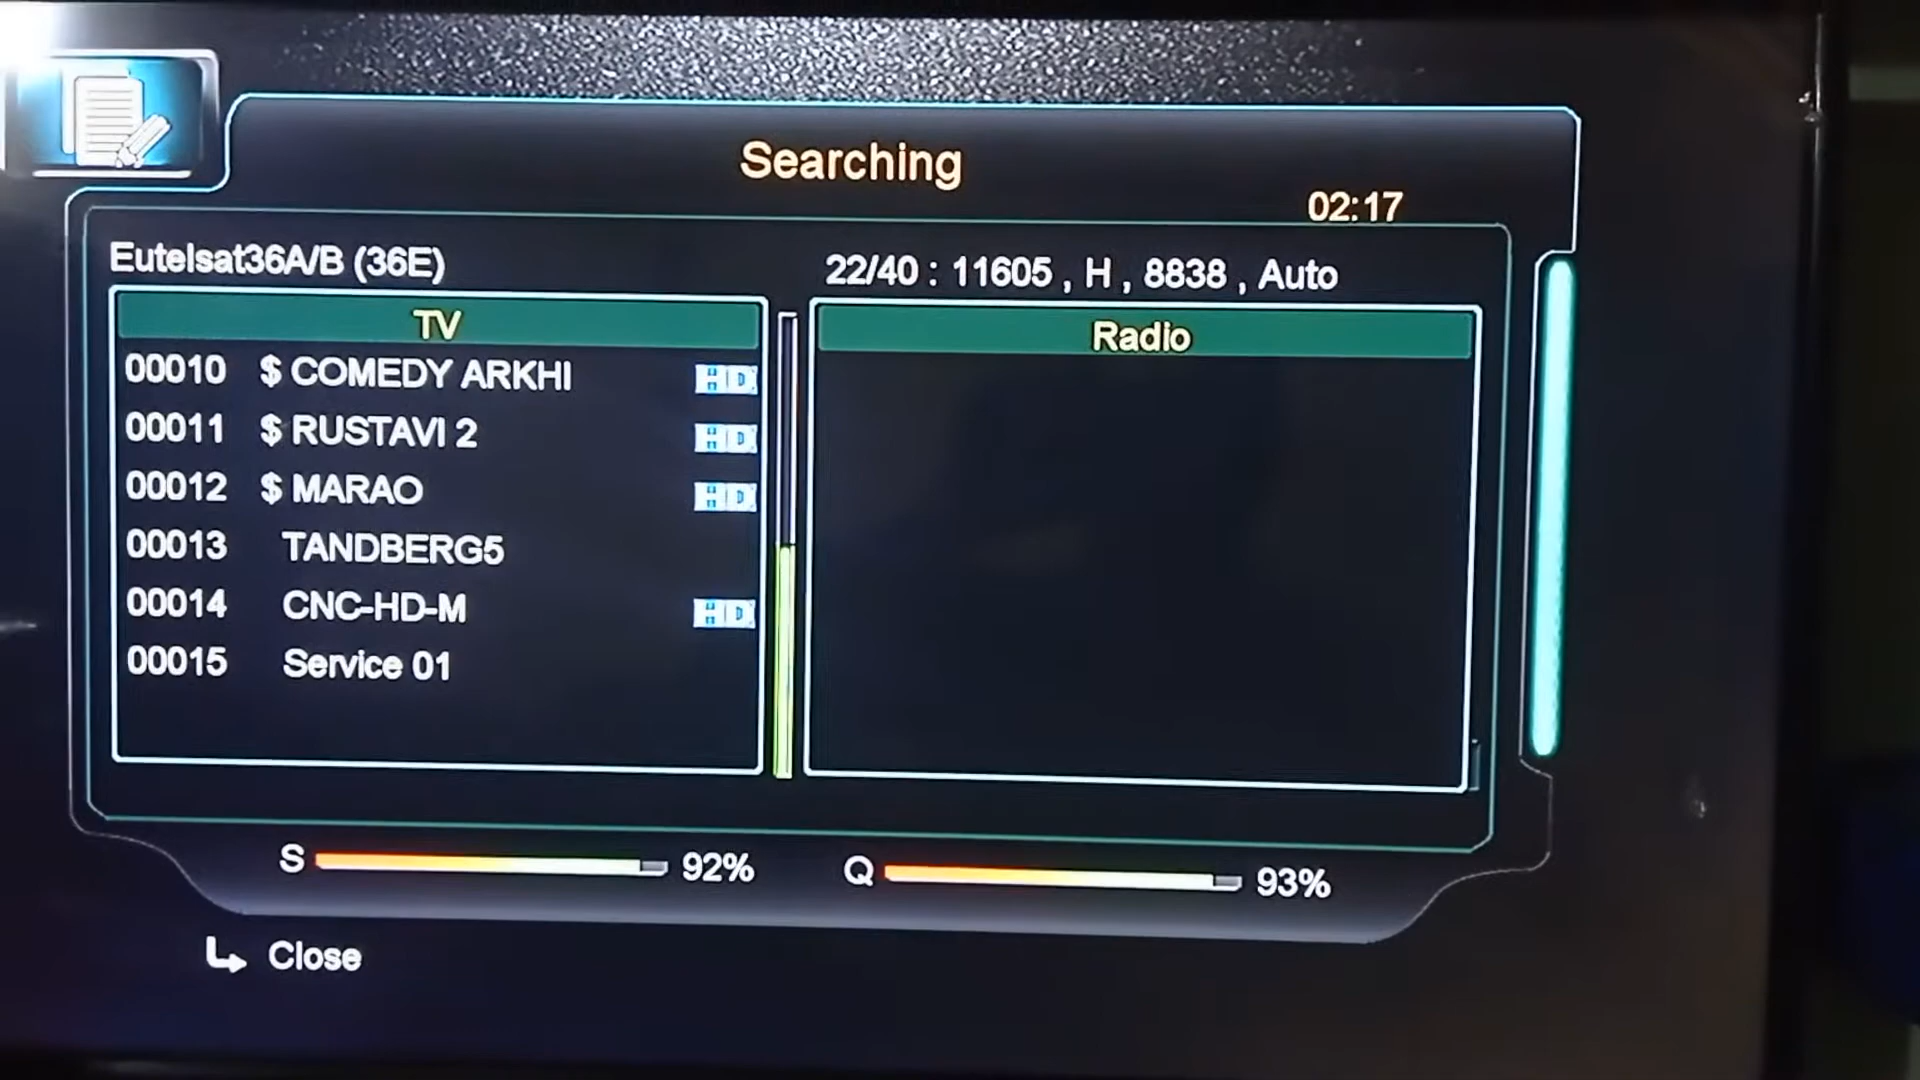 Searching
02:17
Eutelsat36A/B (36E)
22/40 : 11605 , H , 8838 , Auto
TV
Radio
00010 $ COMEDY ARKHI HD
00011 $ RUSTAVI 2 HD
00012 $ MARAO HD
00013 TANDBERG5
00014 CNC-HD-M HD
00015 Service 01
S 92% Q 93%
Close